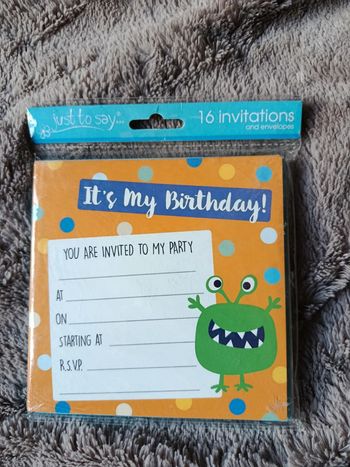 just to say...
16 invitations
and envelopes
It's My Birthday!
YOU ARE INVITED TO MY PARTY
AT
ON
STARTING AT
R.S.V.P.